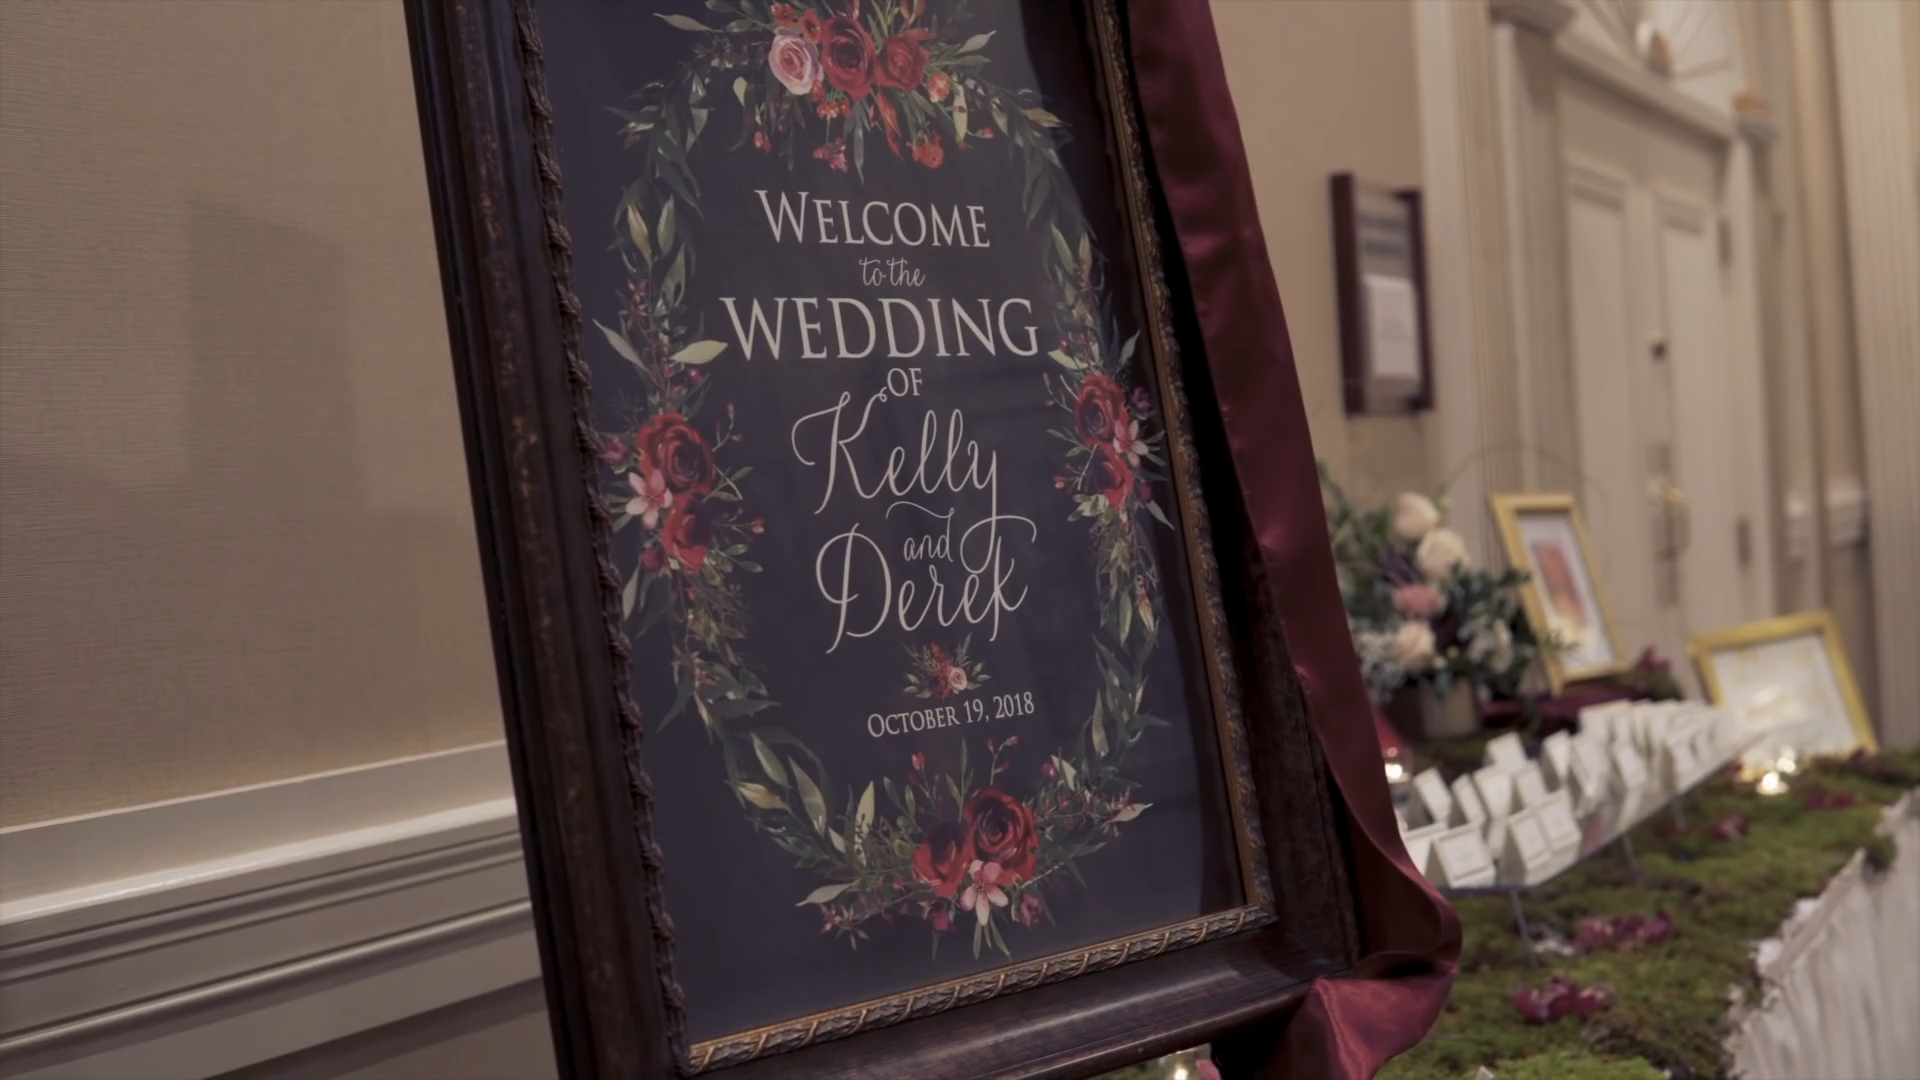 WELCOME
to the
WEDDING
OF
Kelly
and
Derek
OCTOBER 19, 2018